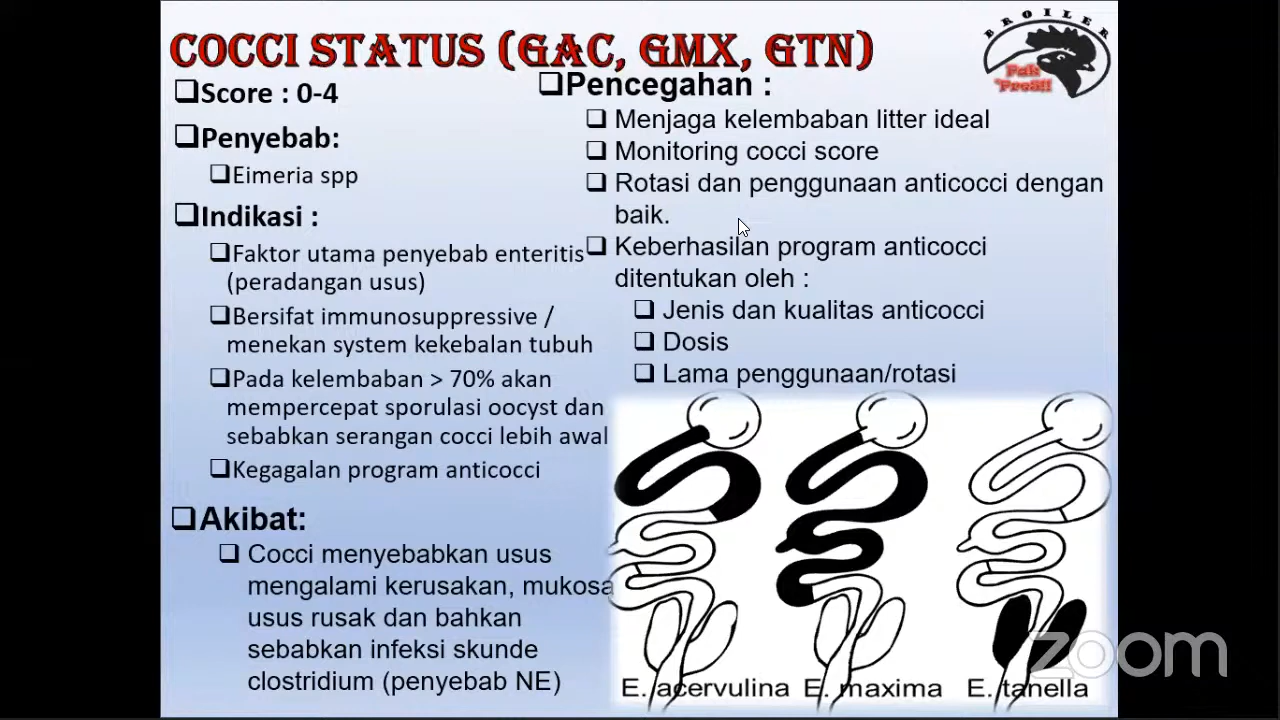 COCCI STATUS (GAC, GMX, GTN)
BROILER
Pak
❑Score : 0-4
❑Penyebab:
❑Eimeria spp
❑Indikasi :
❑Faktor utama penyebab enteritis
(peradangan usus)
❑Bersifat immunosuppressive /
menekan system kekebalan tubuh
❑Pada kelembaban > 70% akan
mempercepat sporulasi oocyst dan
sebabkan serangan cocci lebih awal
❑Kegagalan program anticocci
❑Akibat:
❑ Cocci menyebabkan usus
mengalami kerusakan, mukosa
usus rusak dan bahkan
sebabkan infeksi skunde
clostridium (penyebab NE)
❑Pencegahan :
❑ Menjaga kelembaban litter ideal
❑ Monitoring cocci score
❑ Rotasi dan penggunaan anticocci dengan
baik.
❑ Keberhasilan program anticocci
ditentukan oleh :
❑ Jenis dan kualitas anticocci
❑ Dosis
❑ Lama penggunaan/rotasi
E. acervulina E. maxima E. tanella
zoom